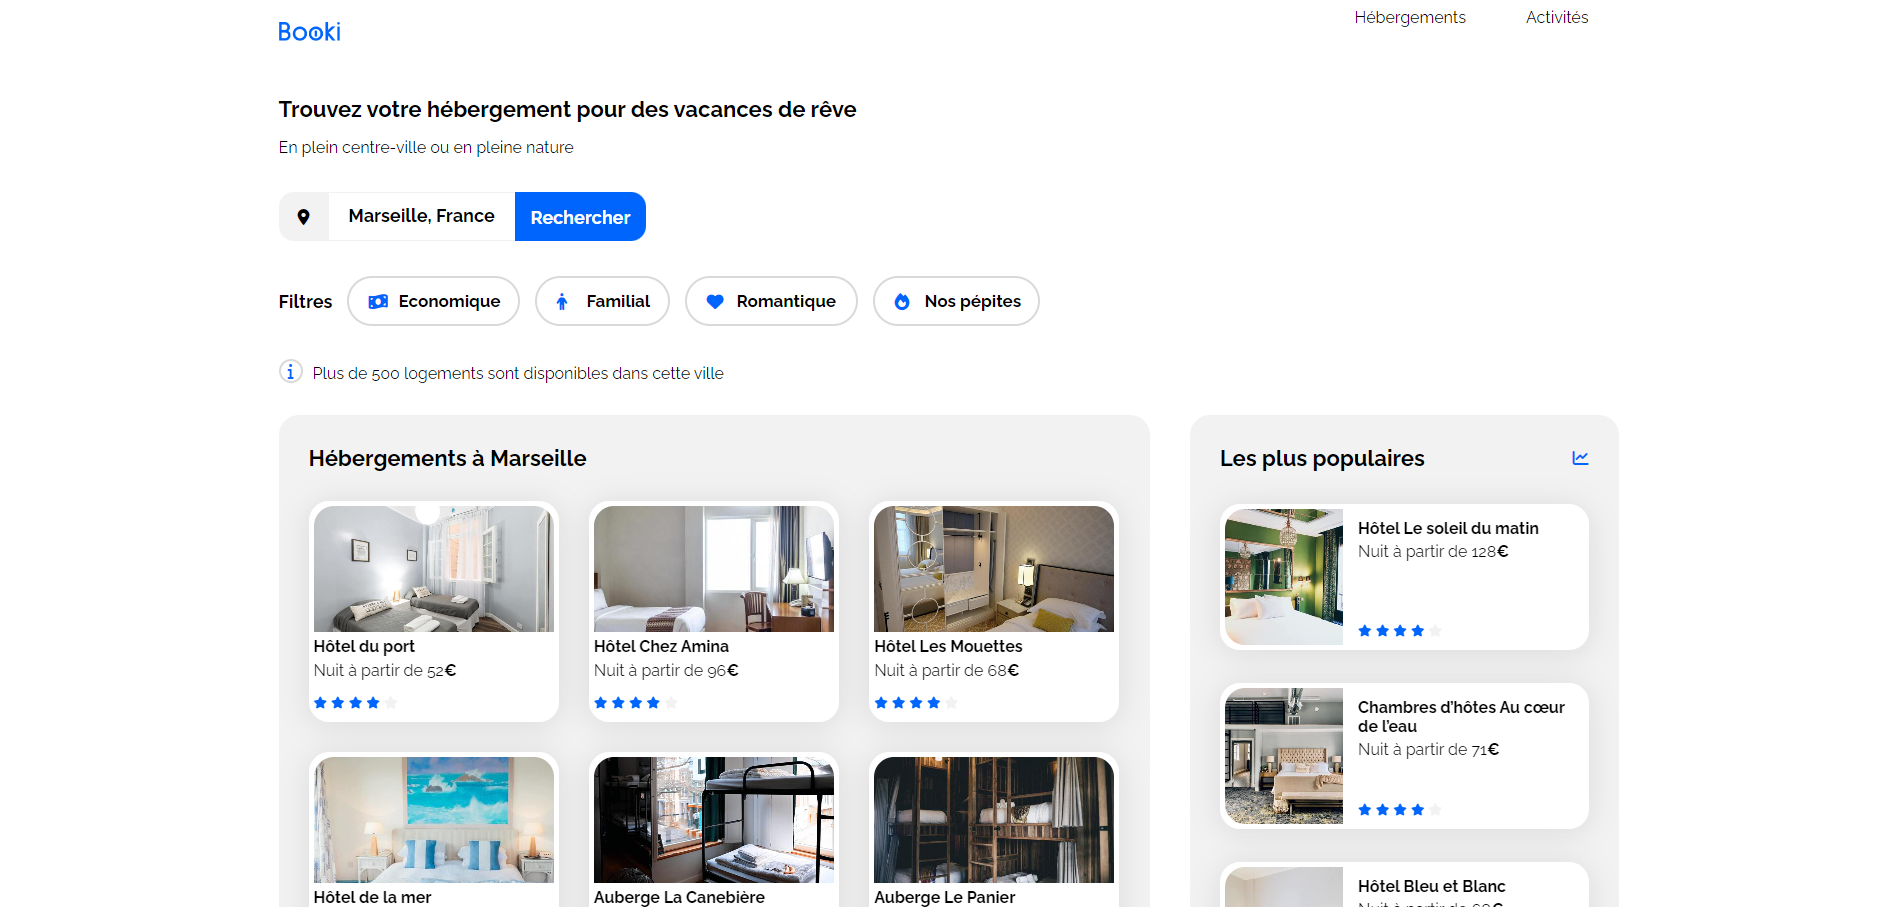 Booki
Hébergements
Activités
Trouvez votre hébergement pour des vacances de rêve
En plein centre-ville ou en pleine nature
Marseille, France
Rechercher
Filtres
Economique
Familial
Romantique
Nos pépites
Plus de 500 logements sont disponibles dans cette ville
Hébergements à Marseille
Hôtel du port
Nuit à partir de 52€
Hôtel Chez Amina
Nuit à partir de 96€
Hôtel Les Mouettes
Nuit à partir de 68€
Hôtel de la mer
Auberge La Canebière
Auberge Le Panier
Les plus populaires
Hôtel Le soleil du matin
Nuit à partir de 128€
Chambres d'hôtes Au cœur
de l'eau
Nuit à partir de 71€
Hôtel Bleu et Blanc